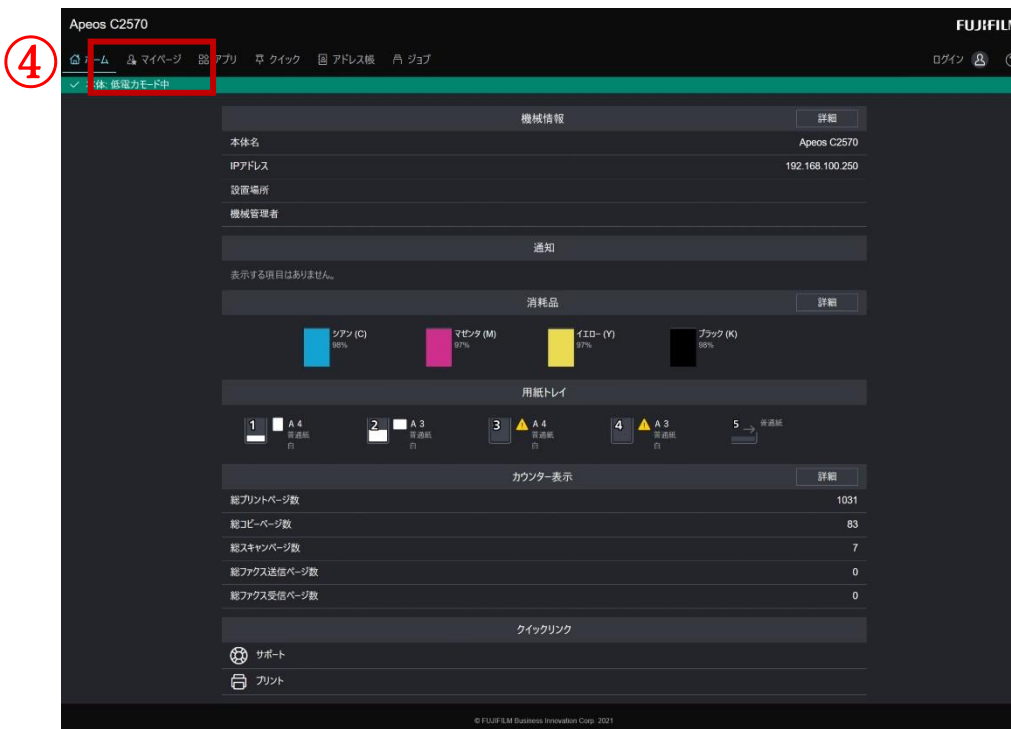 Apeos C2570
FUJIFILM
④
ホーム マイページ アプリ クイック アドレス帳 ジョブ
ログイン
本体: 低電力モード中
機械情報 詳細
本体名 Apeos C2570
IPアドレス 192.168.100.250
設置場所
機械管理者
通知
表示する項目はありません。
消耗品 詳細
シアン (C) マゼンタ (M) イエロー (Y) ブラック (K)
98% 97% 97% 98%
用紙トレイ
1 A 4 2 A 3 3 A 4 4 A 3 5 普通紙
普通紙 普通紙 普通紙 普通紙
白 白 白 白
カウンター表示 詳細
総プリントページ数 1031
総コピーページ数 83
総スキャンページ数 7
総ファクス送信ページ数 0
総ファクス受信ページ数 0
クイックリンク
サポート
プリント
© FUJIFILM Business Innovation Corp. 2021